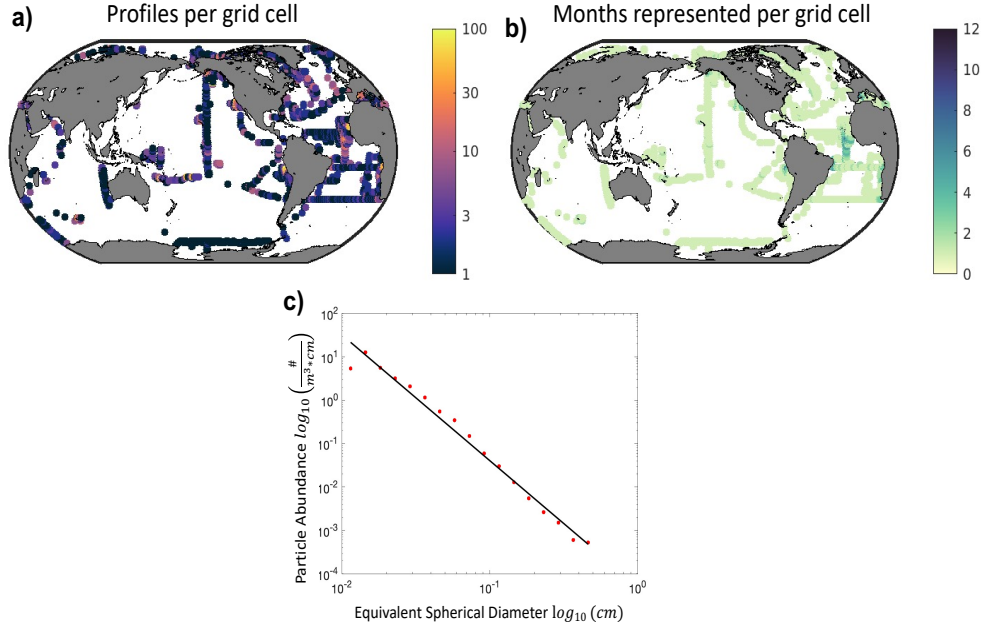 a)
Profiles per grid cell
100
30
10
3
1
b)
Months represented per grid cell
12
10
8
6
4
2
0
c)
Particle Abundance log₁₀ (#/m³*cm)
10²
10¹
10⁰
10⁻¹
10⁻²
10⁻³
10⁻⁴
10⁻² 10⁻¹ 10⁰
Equivalent Spherical Diameter log₁₀ (cm)